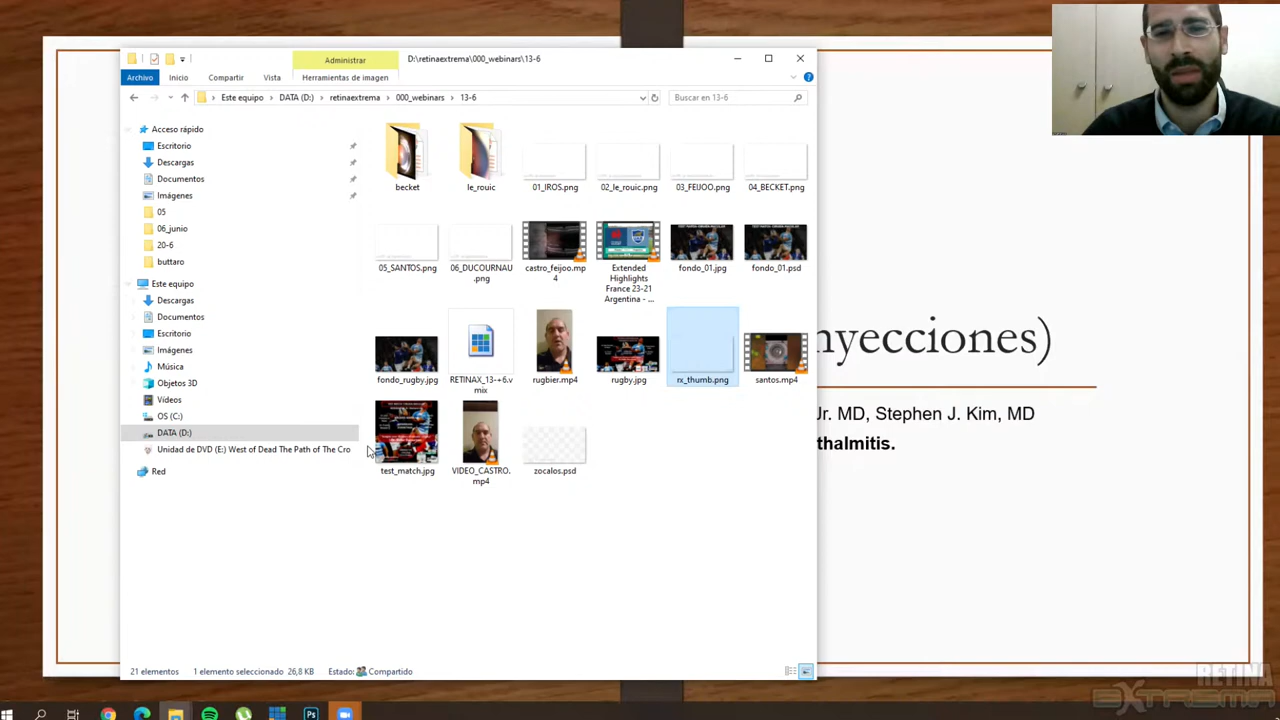 Administrar
D:\retinaextrema\000_webinars\13-6
Archivo
Inicio
Compartir
Vista
Herramientas de imagen
Este equipo
DATA (D:)
retinaextrema
000_webinars
13-6
Buscar en 13-6
Acceso rápido
Escritorio
Descargas
Documentos
Imágenes
05
06_junio
20-6
buttaro
Este equipo
Descargas
Documentos
Escritorio
Imágenes
Música
Objetos 3D
Vídeos
OS (C:)
DATA (D:)
Unidad de DVD (E:) West of Dead The Path of The Cro
Red
becket
le_rouic
01_IROS.png
02_le_rouic.png
03_FEIJOO.png
04_BECKET.png
05_SANTOS.png
06_DUCOURNAU
.png
castro_feijoo.mp
4
Extended
Highlights
France 23-21
Argentina - ...
fondo_01.jpg
fondo_01.psd
fondo_rugby.jpg
RETINAX_13-+6.v
mix
rugbier.mp4
rugby.jpg
rx_thumb.png
santos.mp4
test_match.jpg
VIDEO_CASTRO.
mp4
zocalos.psd
21 elementos
1 elemento seleccionado 26,8 KB
Estado: Compartido
nyecciones)
Jr. MD, Stephen J. Kim, MD
thalmitis.
RETINA
EXTREMA